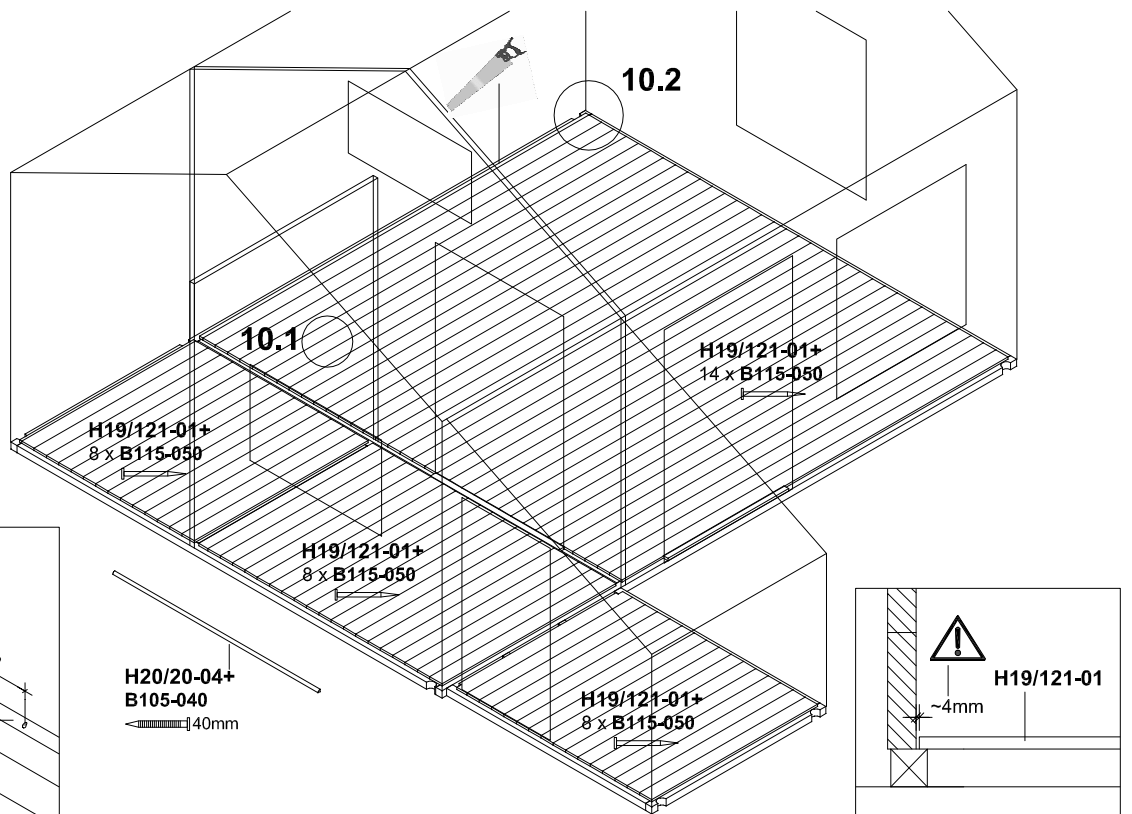 10.2
10.1
H19/121-01+
14 x B115-050
H19/121-01+
8 x B115-050
H19/121-01+
8 x B115-050
H20/20-04+
B105-040
40mm
H19/121-01+
8 x B115-050
H19/121-01
~4mm